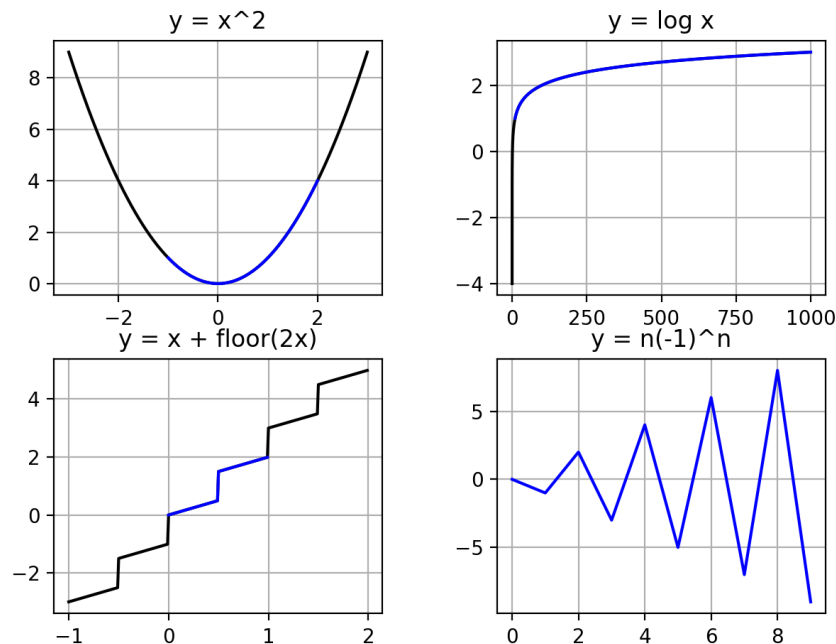 y = x^2
8
6
4
2
0
−2 0 2
y = log x
2
0
−2
−4
0 250 500 750 1000
y = x + floor(2x)
4
2
0
−2
−1 0 1 2
y = n(-1)^n
5
0
−5
0 2 4 6 8